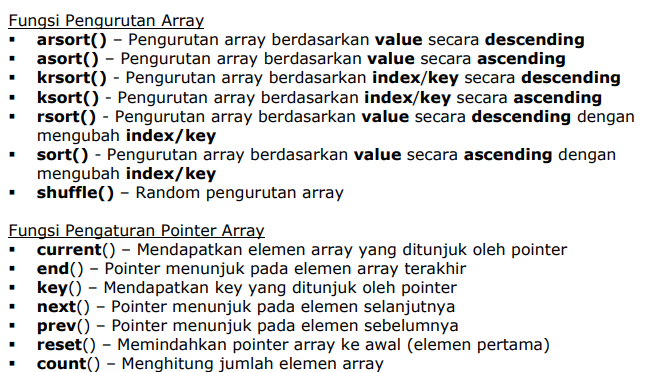 Fungsi Pengurutan Array
▪ arsort() – Pengurutan array berdasarkan value secara descending
▪ asort() – Pengurutan array berdasarkan value secara ascending
▪ krsort() - Pengurutan array berdasarkan index/key secara descending
▪ ksort() - Pengurutan array berdasarkan index/key secara ascending
▪ rsort() - Pengurutan array berdasarkan value secara descending dengan
mengubah index/key
▪ sort() - Pengurutan array berdasarkan value secara ascending dengan
mengubah index/key
▪ shuffle() – Random pengurutan array
Fungsi Pengaturan Pointer Array
▪ current() – Mendapatkan elemen array yang ditunjuk oleh pointer
▪ end() – Pointer menunjuk pada elemen array terakhir
▪ key() – Mendapatkan key yang ditunjuk oleh pointer
▪ next() – Pointer menunjuk pada elemen selanjutnya
▪ prev() – Pointer menunjuk pada elemen sebelumnya
▪ reset() – Memindahkan pointer array ke awal (elemen pertama)
▪ count() – Menghitung jumlah elemen array